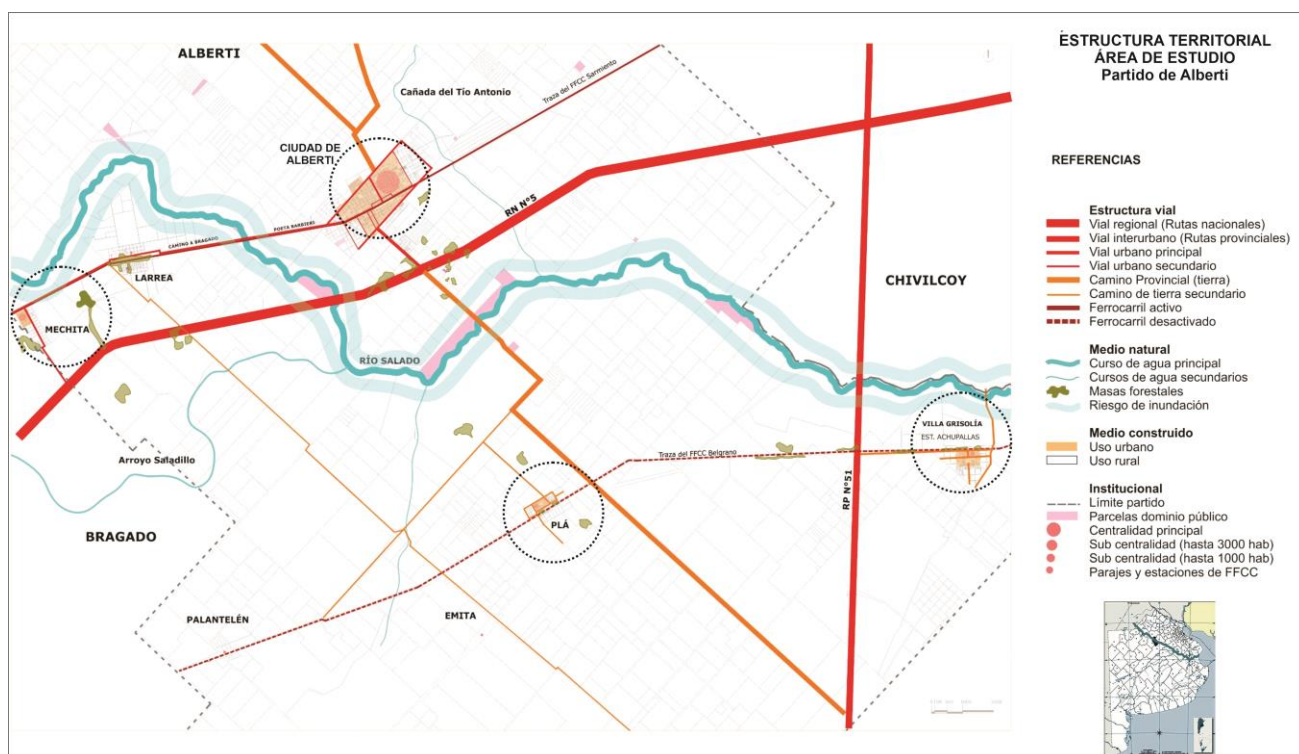 ESTRUCTURA TERRITORIAL
ÁREA DE ESTUDIO
Partido de Alberti
ALBERTI
Cañada del Tío Antonio
Traza del FFCC Sarmiento
CIUDAD DE
ALBERTI
RN N°5
CAMINO A BRAGADO
LARREA
CHIVILCOY
MECHITA
RÍO SALADO
VILLA GRISOLÍA
EST. ACHUPALLAS
Arroyo Saladillo
Traza del FFCC Belgreno
RP N°51
PLÁ
BRAGADO
PALANTELÉN
EMITA
REFERENCIAS
Estructura vial
Vial regional (Rutas nacionales)
Vial interurbano (Rutas provinciales)
Vial urbano principal
Vial urbano secundario
Camino Provincial (tierra)
Camino de tierra secundario
Ferrocarril activo
Ferrocarril desactivado
Medio natural
Curso de agua principal
Cursos de agua secundarios
Masas forestales
Riesgo de inundación
Medio construido
Uso urbano
Uso rural
Institucional
Límite partido
Parcelas dominio público
Centralidad principal
Sub centralidad (hasta 3000 hab)
Sub centralidad (hasta 1000 hab)
Parajes y estaciones de FFCC